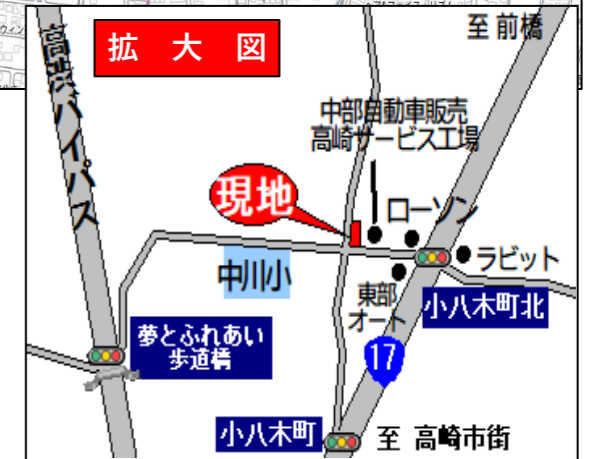 拡大図
至 前橋
高渋バイパス
中部自動車販売
高崎サービス工場
現地
ローソン
ラビット
中川小
東部
オート
小八木町北
夢とふれあい
歩道橋
17
小八木町
至 高崎市街